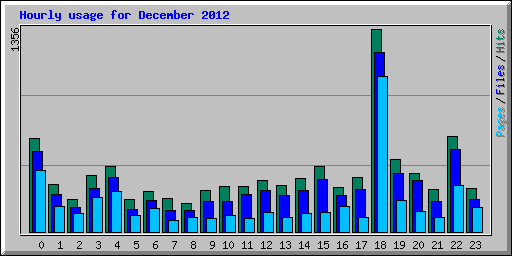 Hourly usage for December 2012
1356
Pages / Files / Hits
0 1 2 3 4 5 6 7 8 9 10 11 12 13 14 15 16 17 18 19 20 21 22 23